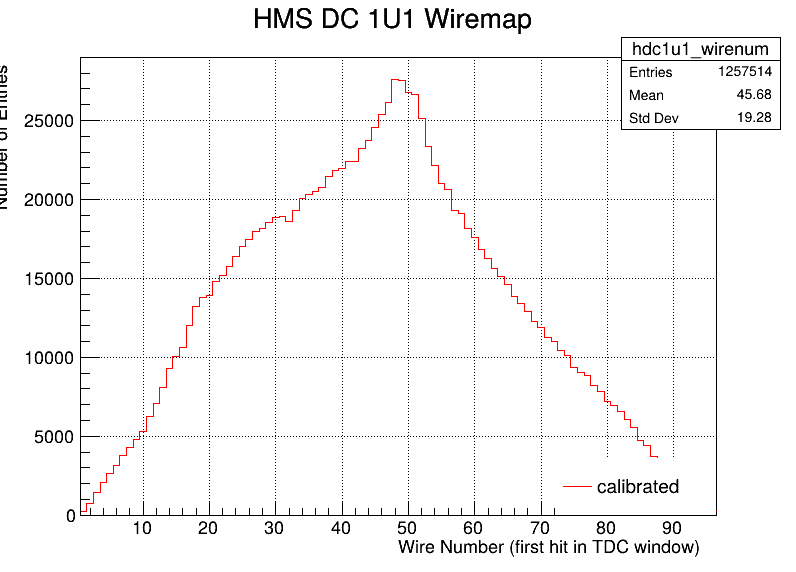 HMS DC 1U1 Wiremap
hdc1u1_wirenum
Entries 1257514
Mean 45.68
Std Dev 19.28
Number of Entries
25000
20000
15000
10000
5000
0
calibrated
10 20 30 40 50 60 70 80 90
Wire Number (first hit in TDC window)